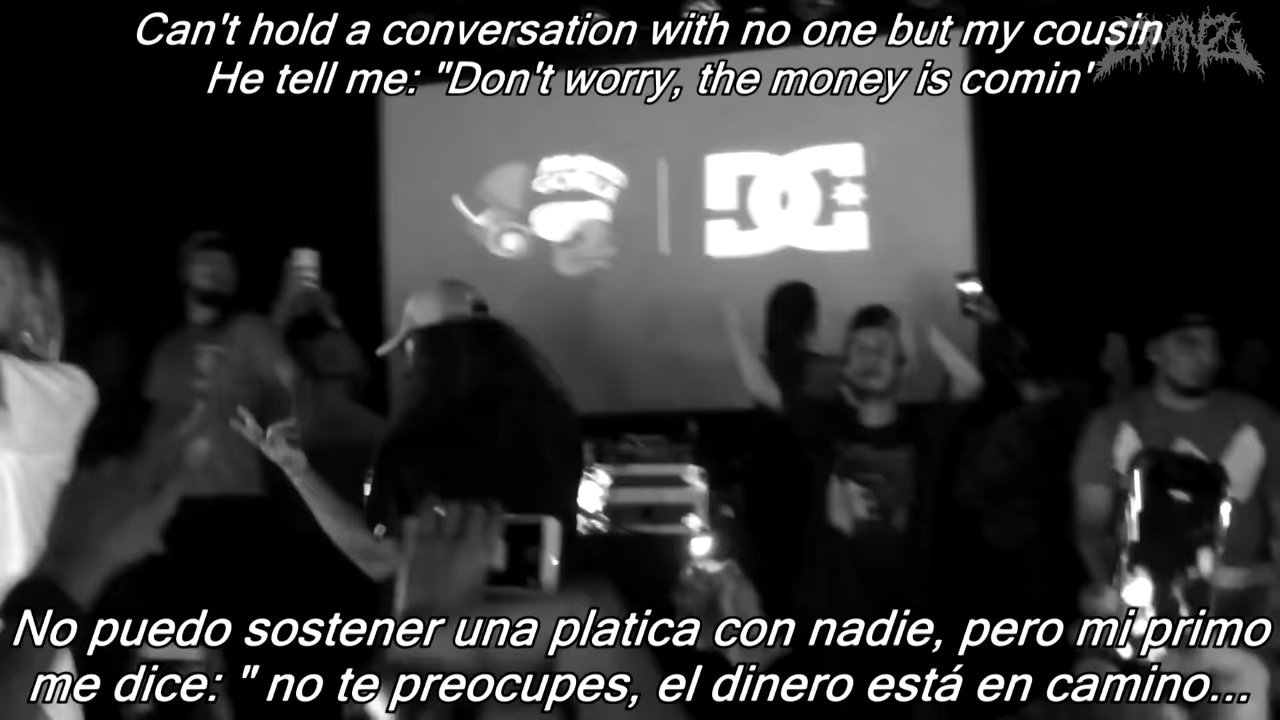 Can't hold a conversation with no one but my cousin
He tell me: "Don't worry, the money is comin'
DC
No puedo sostener una platica con nadie, pero mi primo
me dice: " no te preocupes, el dinero está en camino...